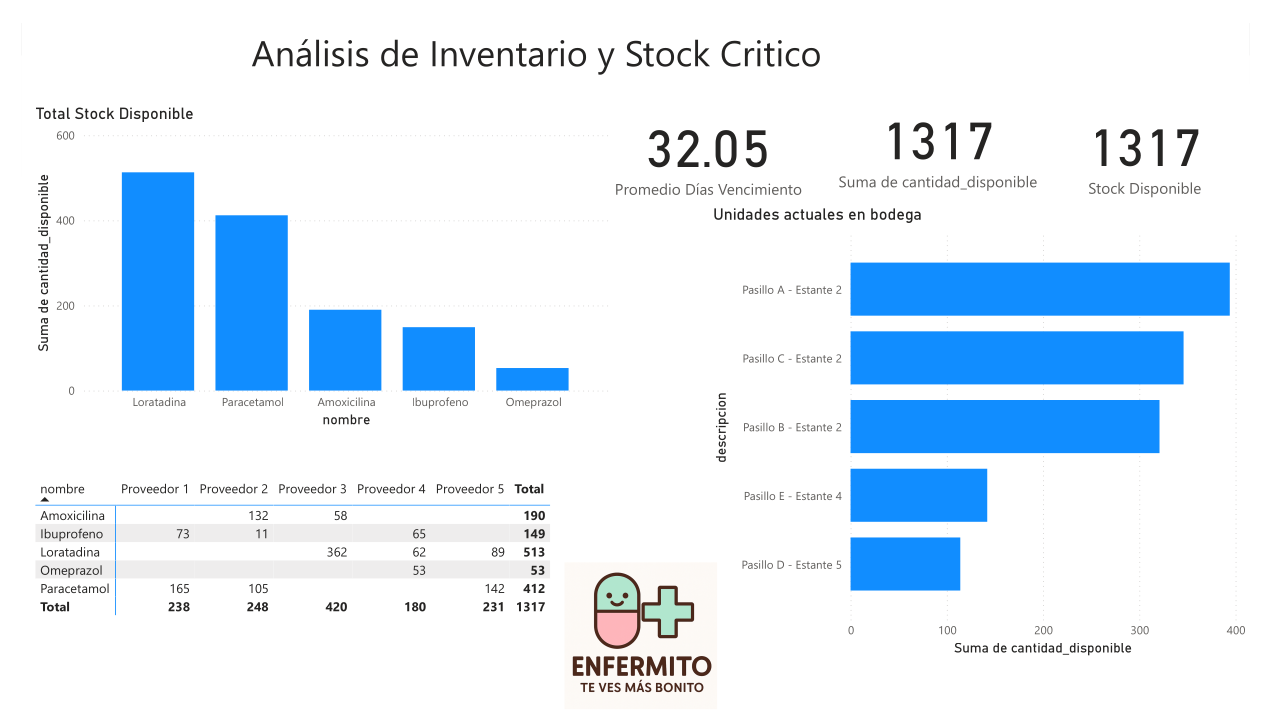 Análisis de Inventario y Stock Critico
Total Stock Disponible
600
400
200
0
Suma de cantidad_disponible
Loratadina Paracetamol Amoxicilina Ibuprofeno Omeprazol
nombre
32.05
Promedio Días Vencimiento
1317
Suma de cantidad_disponible
1317
Stock Disponible
Unidades actuales en bodega
descripcion
Pasillo A - Estante 2
Pasillo C - Estante 2
Pasillo B - Estante 2
Pasillo E - Estante 4
Pasillo D - Estante 5
0 100 200 300 400
Suma de cantidad_disponible
nombre Proveedor 1 Proveedor 2 Proveedor 3 Proveedor 4 Proveedor 5 Total
Amoxicilina 132 58 190
Ibuprofeno 73 11 65 149
Loratadina 362 62 89 513
Omeprazol 53 53
Paracetamol 165 105 142 412
Total 238 248 420 180 231 1317
ENFERMITO
TE VES MÁS BONITO